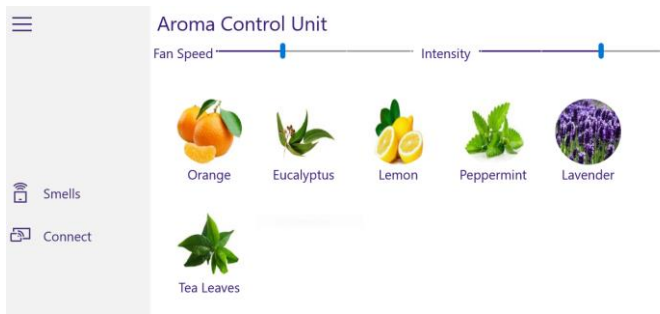 Aroma Control Unit
Fan Speed
Intensity
Orange
Eucalyptus
Lemon
Peppermint
Lavender
Smells
Connect
Tea Leaves